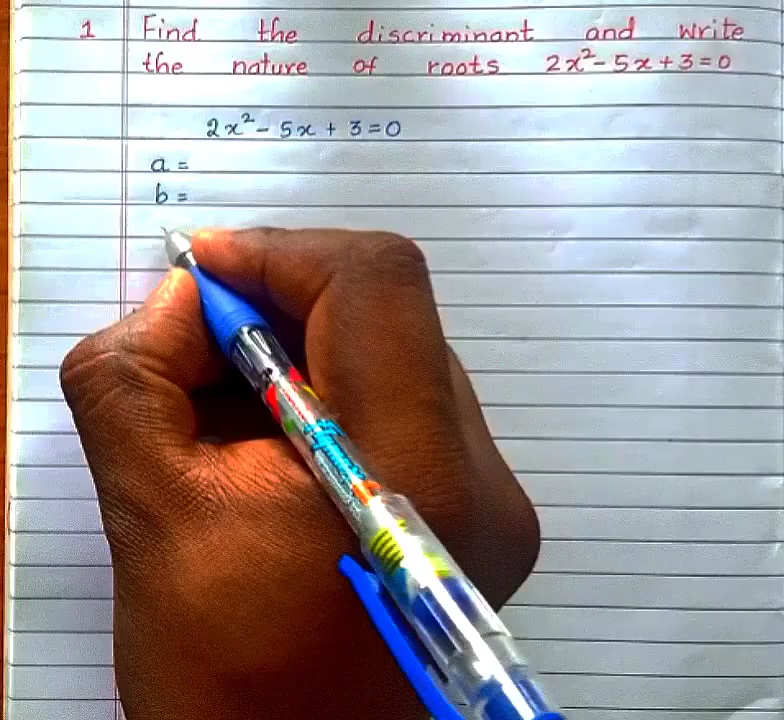 1 Find the discriminant and write
the nature of roots 2x²- 5x + 3 = 0
2x² - 5x + 3 = 0
a =
b =